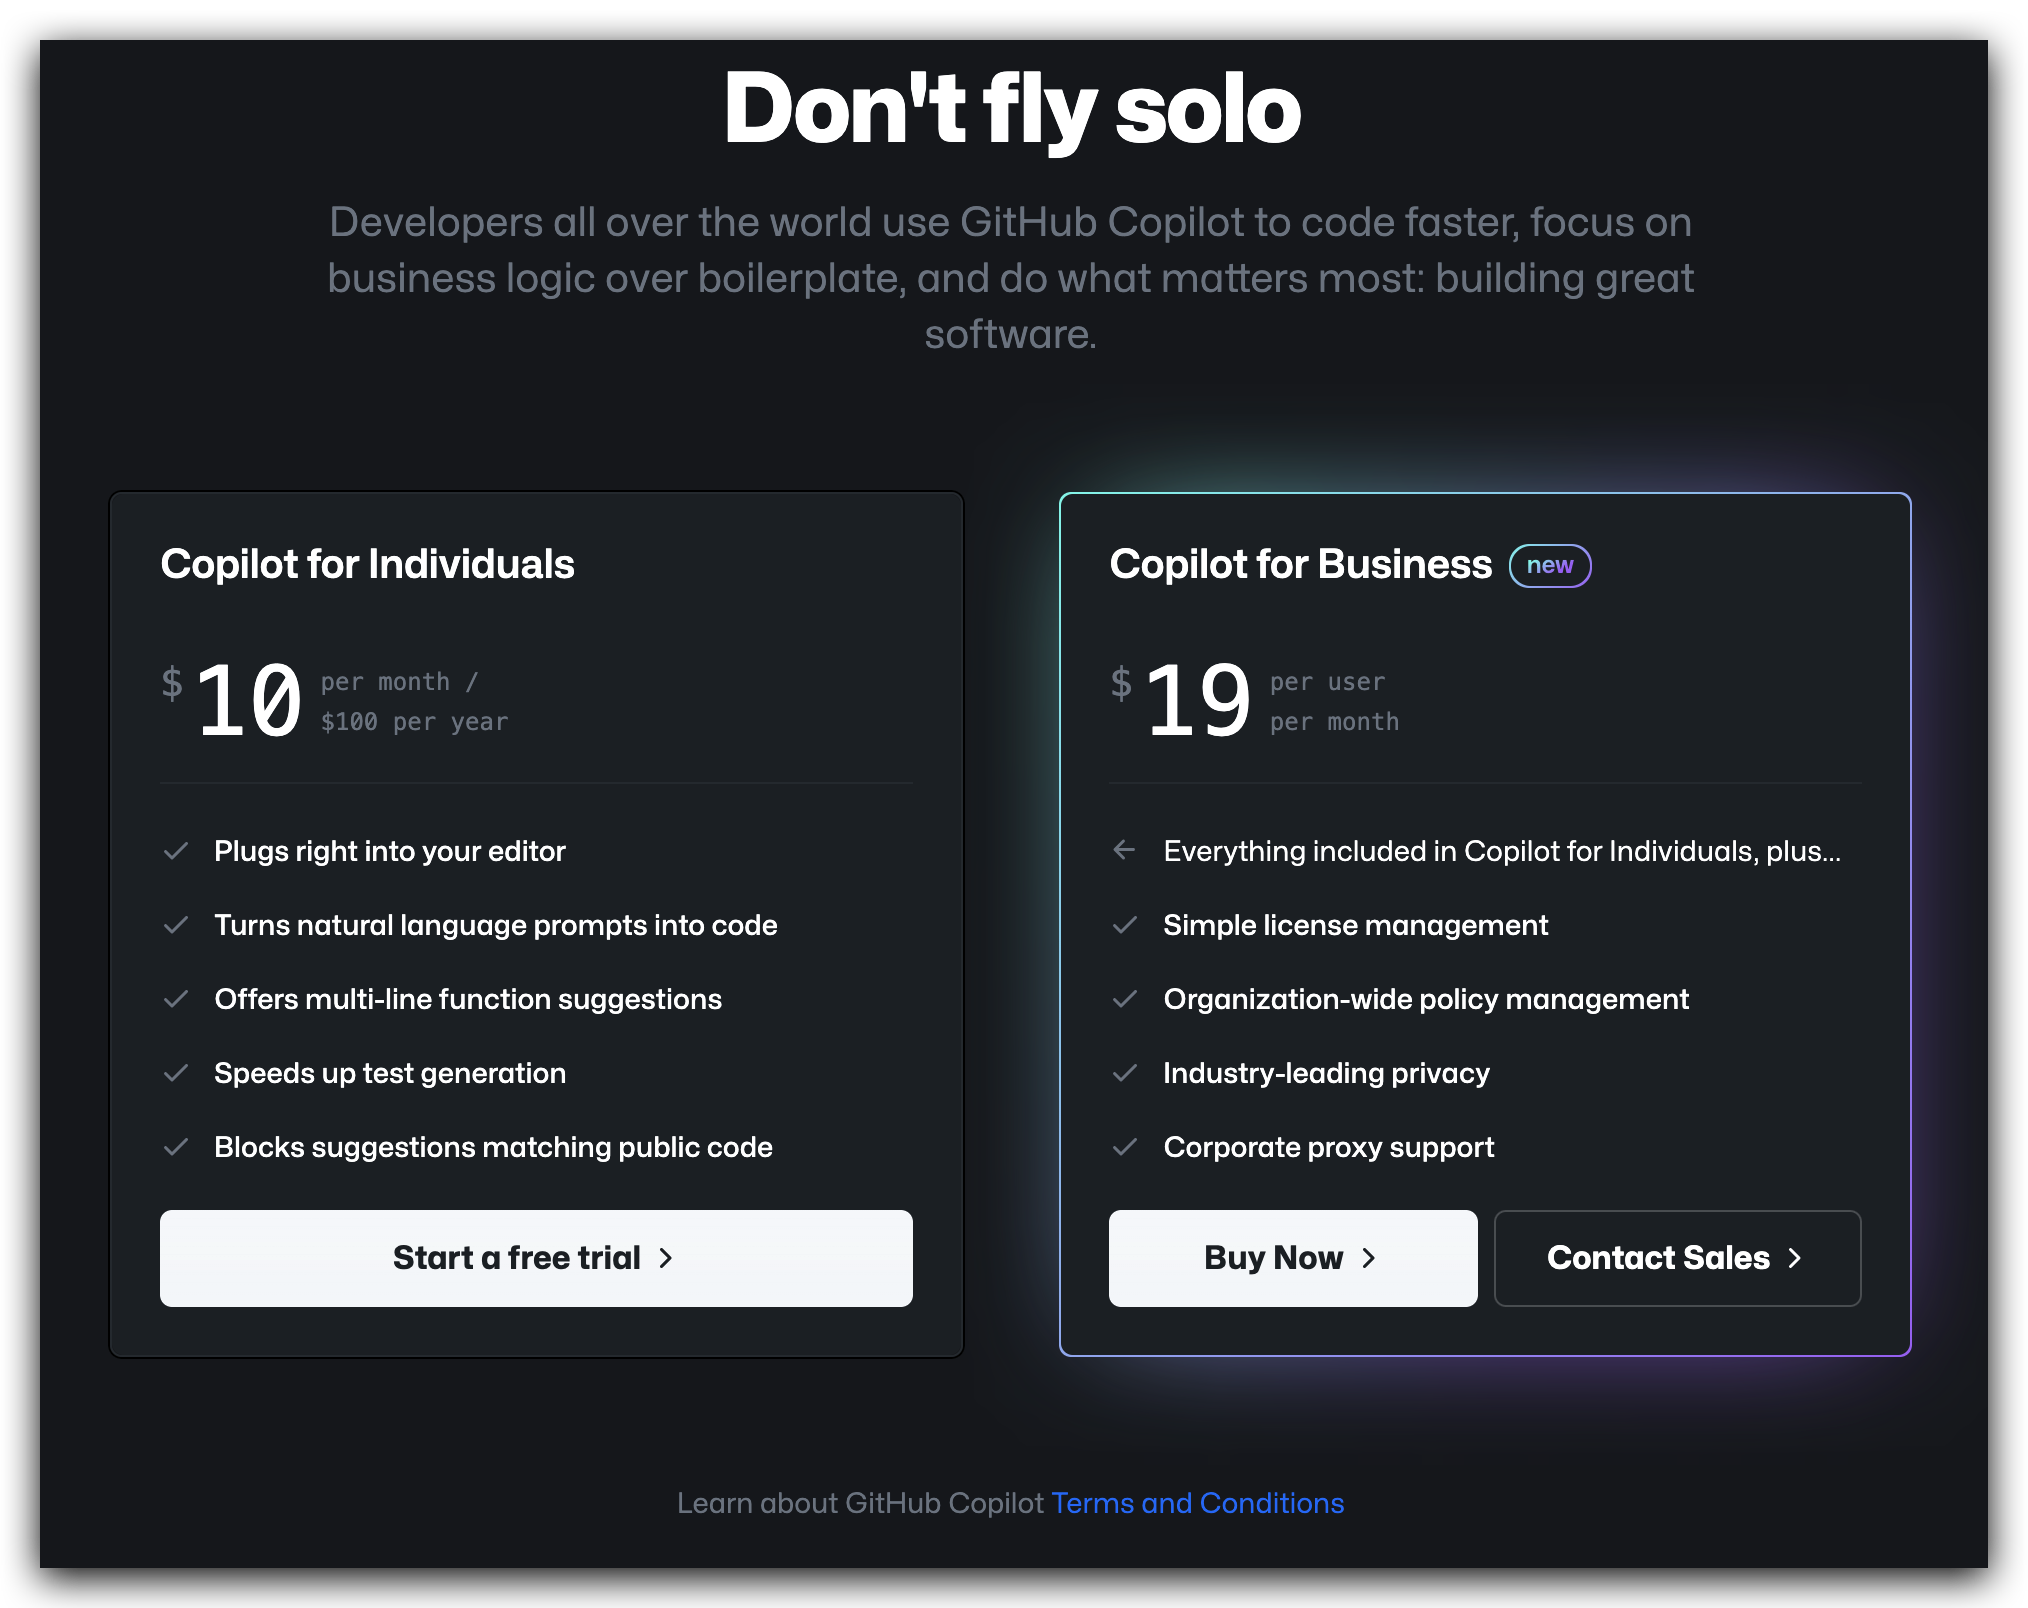 Don't fly solo
Developers all over the world use GitHub Copilot to code faster, focus on
business logic over boilerplate, and do what matters most: building great
software.
Copilot for Individuals
$10 per month /
$100 per year
Plugs right into your editor
Turns natural language prompts into code
Offers multi-line function suggestions
Speeds up test generation
Blocks suggestions matching public code
Start a free trial
Copilot for Business new
$19 per user
per month
Everything included in Copilot for Individuals, plus...
Simple license management
Organization-wide policy management
Industry-leading privacy
Corporate proxy support
Buy Now
Contact Sales
Learn about GitHub Copilot Terms and Conditions